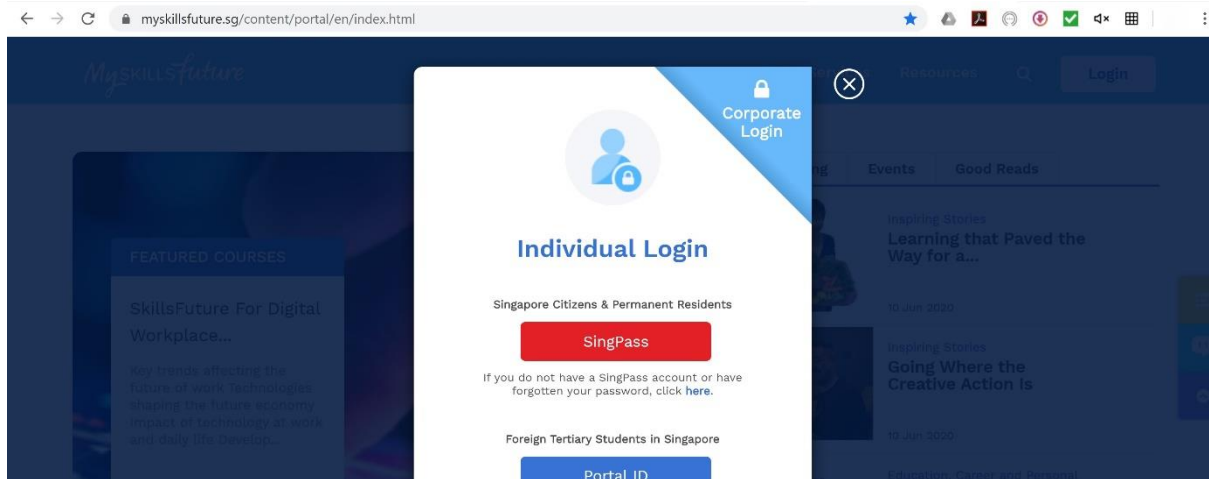 myskillsfuture.sg/content/portal/en/index.html
MySKILLSfuture
Resources
Login
Corporate
Login
Events
Good Reads
Individual Login
Singapore Citizens & Permanent Residents
SingPass
If you do not have a SingPass account or have
forgotten your password, click here.
Foreign Tertiary Students in Singapore
Portal ID
FEATURED COURSES
SkillsFuture For Digital
Workplace...
Key trends affecting the
future of work Technologies
shaping the future economy
Impact of technology at work
and daily life Develop...
Inspiring Stories
Learning that Paved the
Way for a...
10 Jun 2020
Inspiring Stories
Going Where the
Creative Action Is
10 Jun 2020
Education, Career and Personal